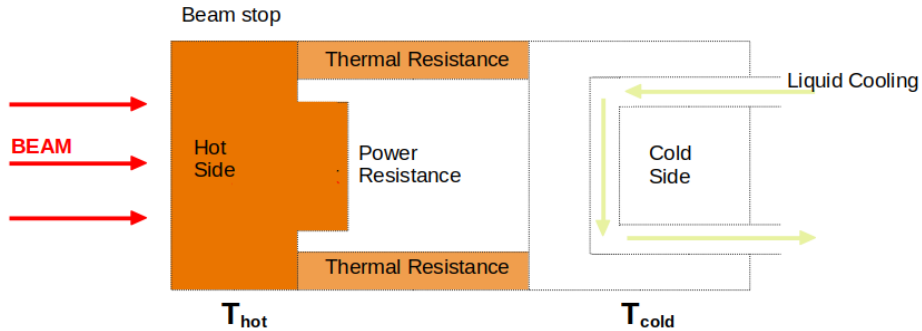 Beam stop
Thermal Resistance
Liquid Cooling
BEAM
Hot
Side
Power
Resistance
Cold
Side
Thermal Resistance
Thot
Tcold